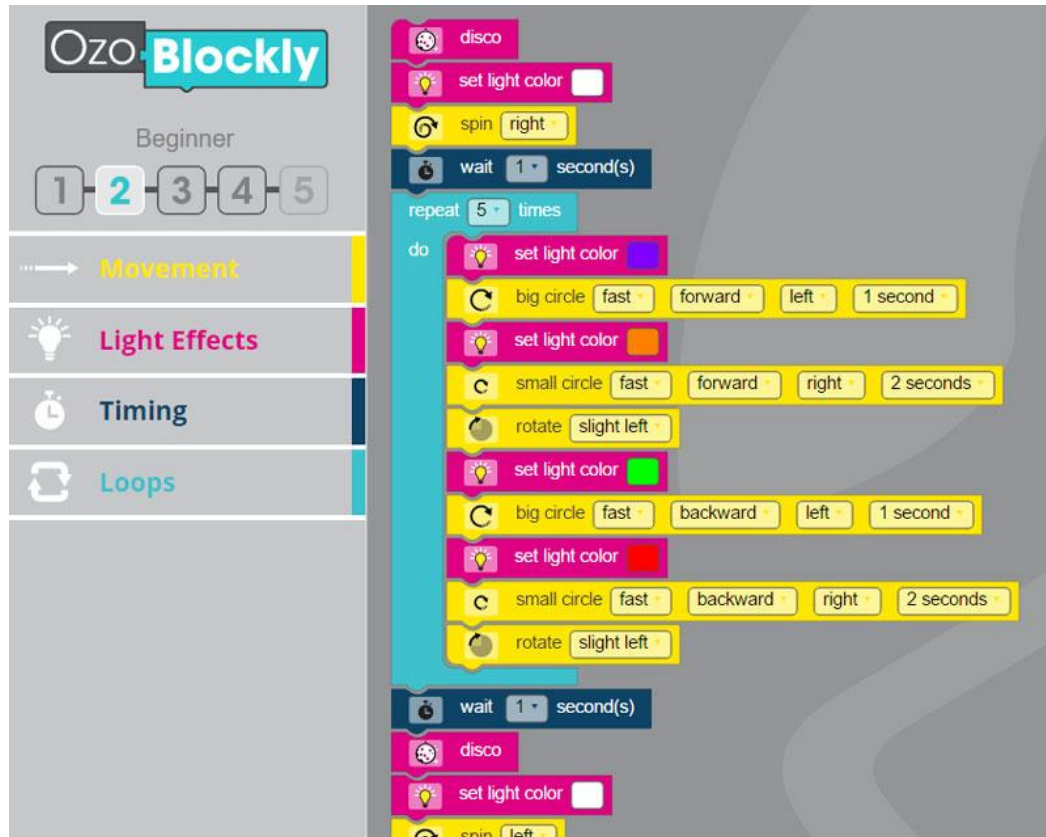 Ozo Blockly
Beginner
1 2 3 4 5
Movement
Light Effects
Timing
Loops
disco
set light color
spin right
wait 1 second(s)
repeat 5 times
do
set light color
big circle fast forward left 1 second
set light color
small circle fast forward right 2 seconds
rotate slight left
set light color
big circle fast backward left 1 second
set light color
small circle fast backward right 2 seconds
rotate slight left
wait 1 second(s)
disco
set light color
spin left